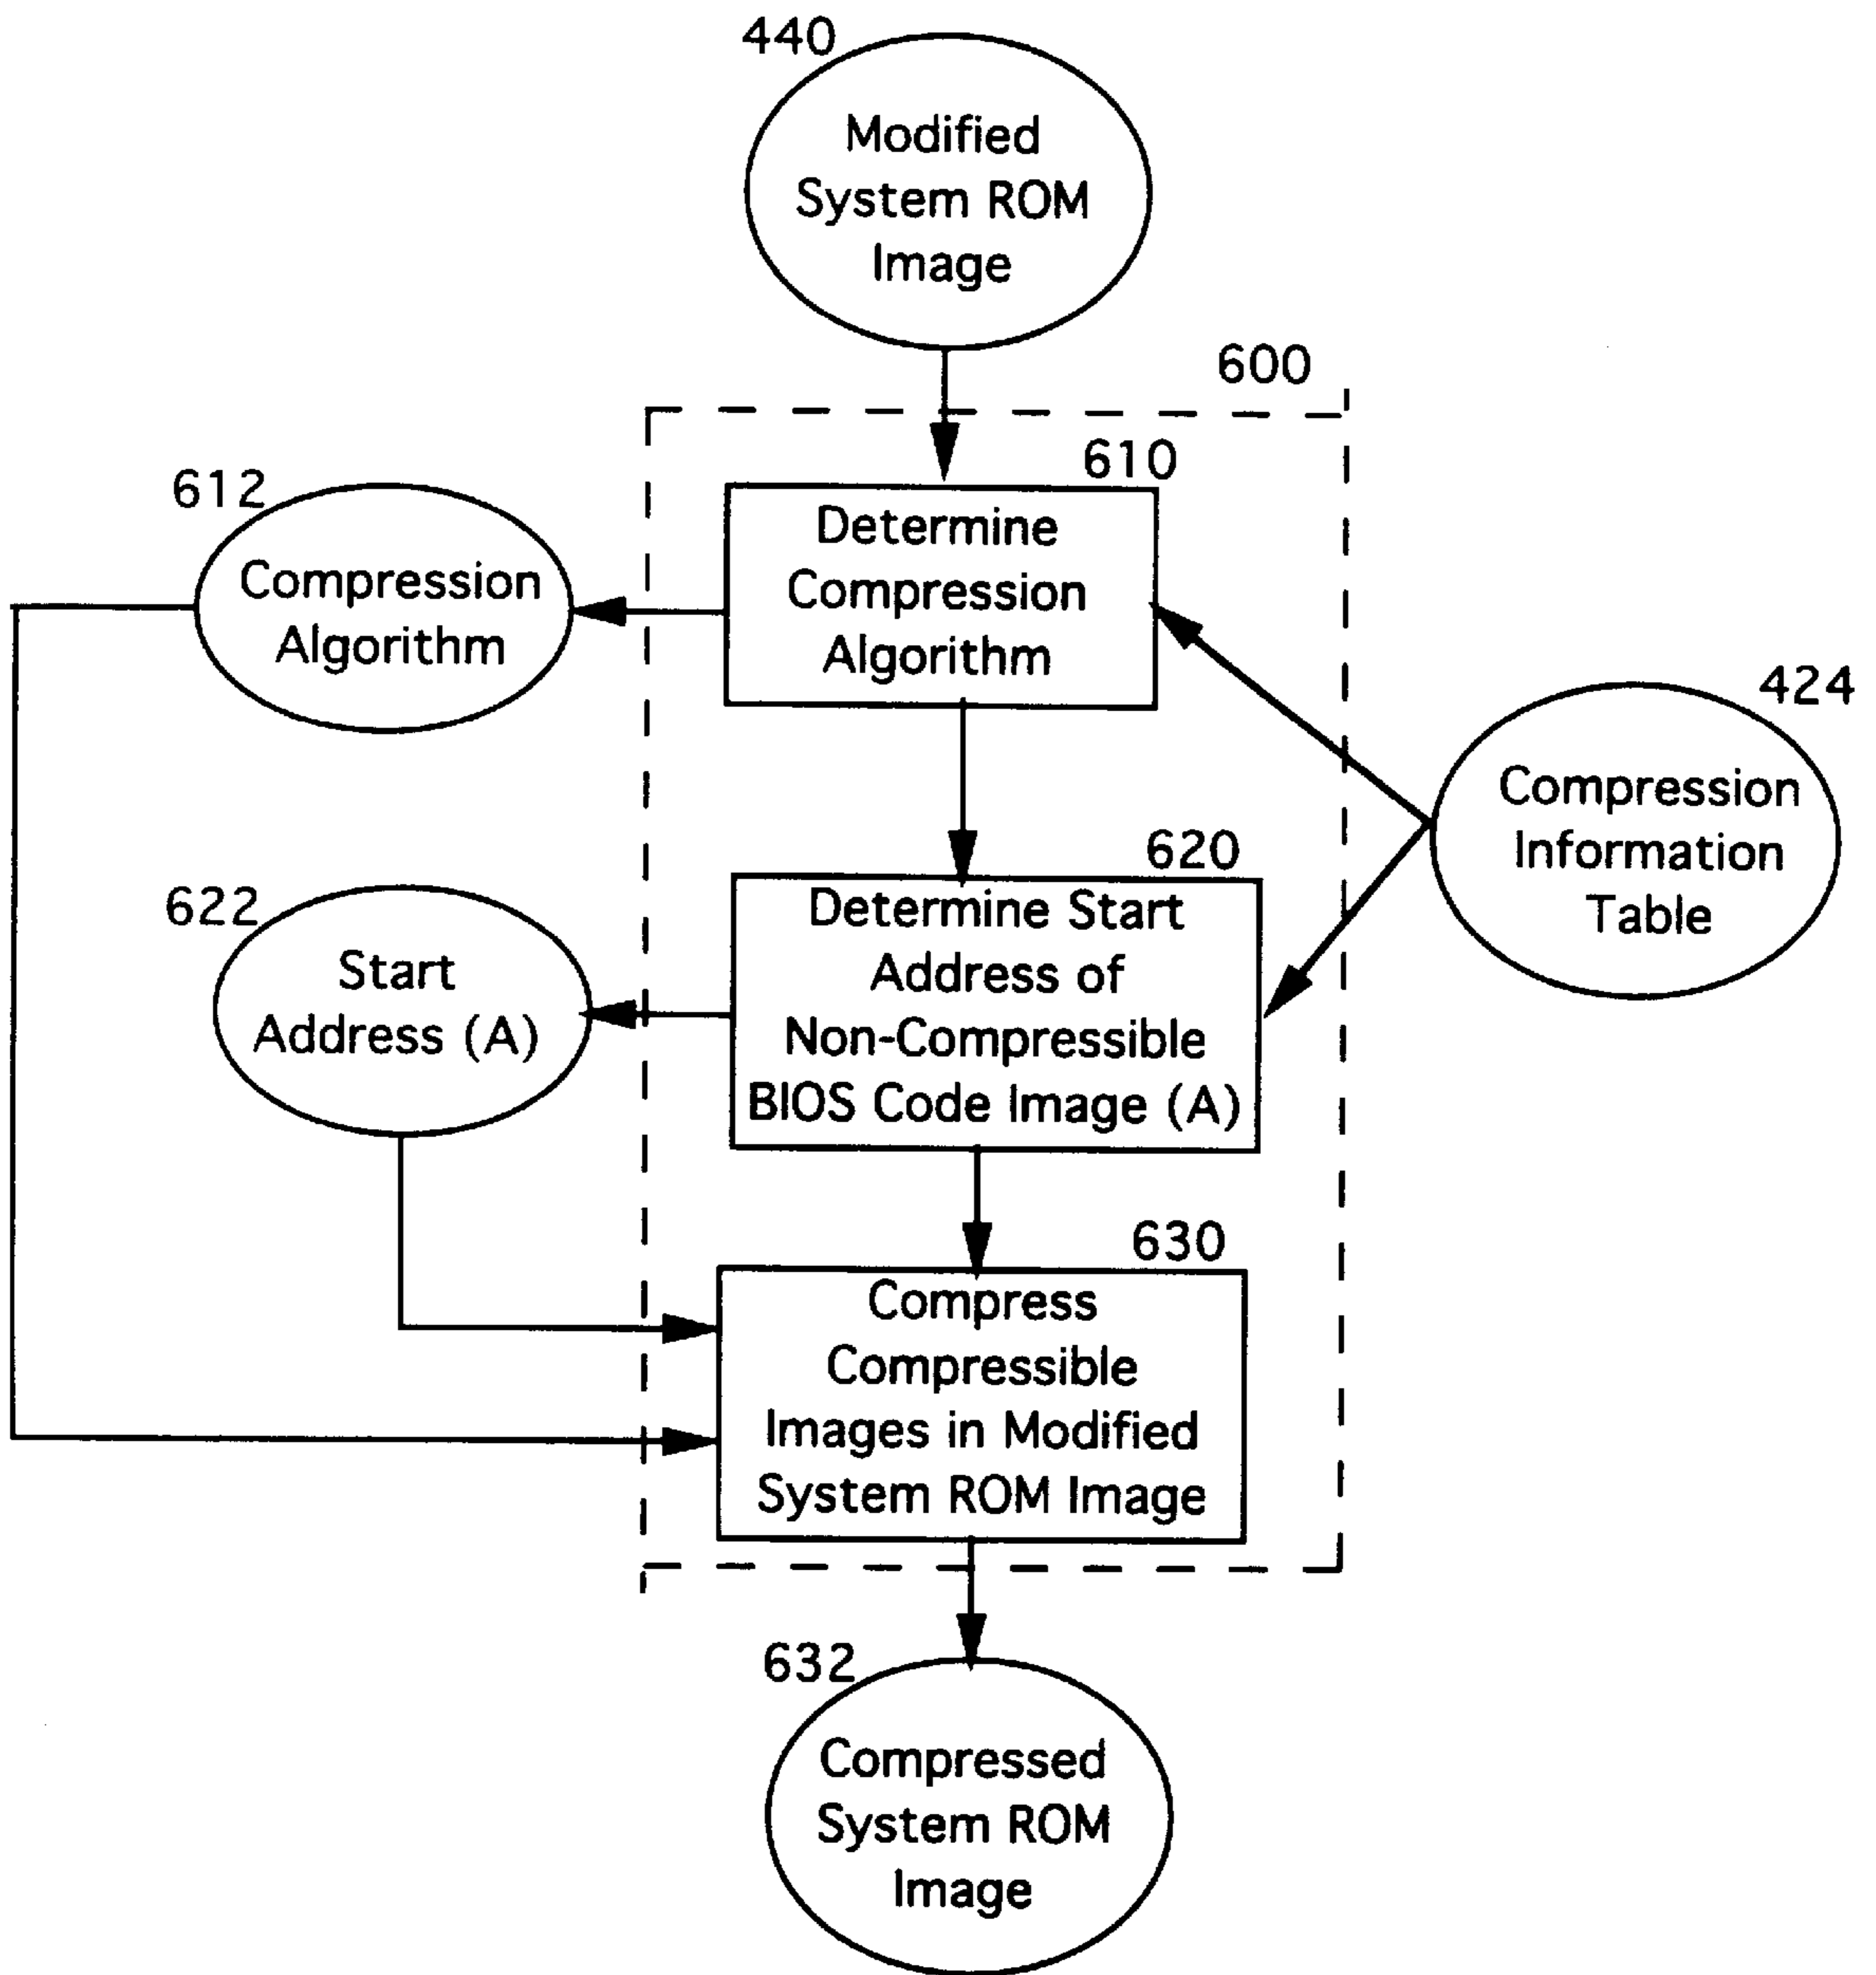 440
Modified
System ROM
Image
600
610
Determine
Compression
Algorithm
612
Compression
Algorithm
424
Compression
Information
Table
620
Determine Start
Address of
Non-Compressible
BIOS Code Image (A)
622
Start
Address (A)
630
Compress
Compressible
Images in Modified
System ROM Image
632
Compressed
System ROM
Image